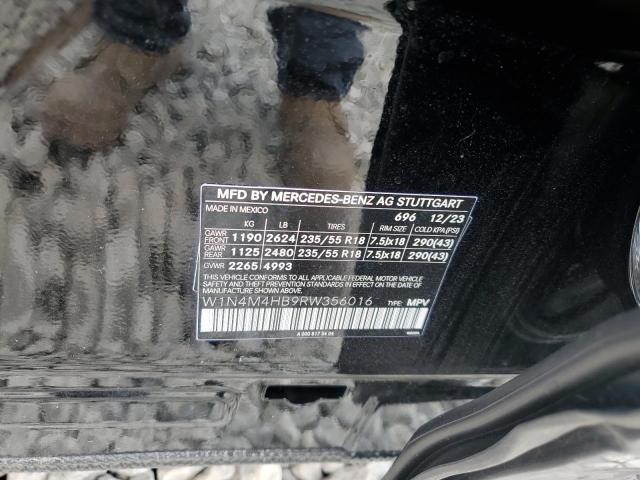 MFD BY MERCEDES-BENZ AG STUTTGART
MADE IN MEXICO 696 12/23
KG LB TIRES RIM SIZE COLD KPA(PSI)
GAWR FRONT 1190 2624 235/55 R18 7.5Jx18 290(43)
GAWR REAR 1125 2480 235/55 R18 7.5Jx18 290(43)
GVWR 2265 4993
THIS VEHICLE CONFORMS TO ALL APPLICABLE
FEDERAL MOTOR VEHICLE SAFETY AND THEFT
PREVENTION STANDARDS IN EFFECT ON THE DATE OF
MANUFACTURE SHOWN ABOVE.
W1N4M4HB9RW356016 TYPE: MPV